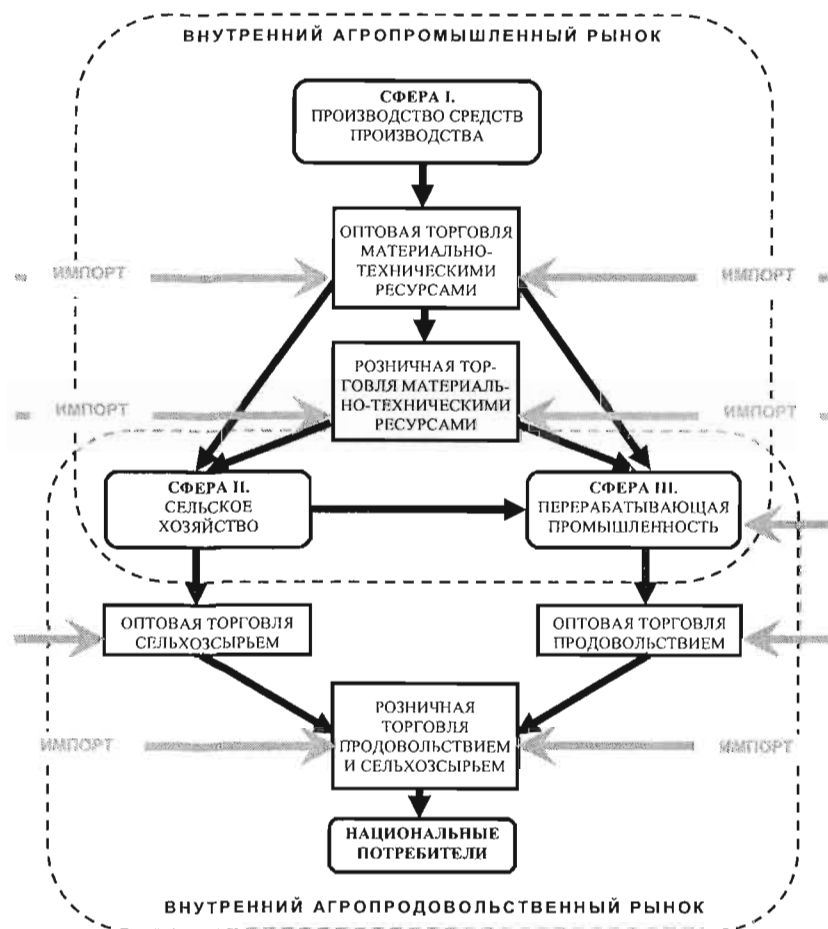 ВНУТРЕННИЙ АГРОПРОМЫШЛЕННЫЙ РЫНОК
СФЕРА I.
ПРОИЗВОДСТВО СРЕДСТВ
ПРОИЗВОДСТВА
ОПТОВАЯ ТОРГОВЛЯ
МАТЕРИАЛЬНО-
ТЕХНИЧЕСКИМИ
РЕСУРСАМИ
ИМПОРТ
ИМПОРТ
РОЗНИЧНАЯ ТОР-
ГОВЛЯ МАТЕРИАЛЬ-
НО-ТЕХНИЧЕСКИМИ
РЕСУРСАМИ
ИМПОРТ
ИМПОРТ
СФЕРА II.
СЕЛЬСКОЕ
ХОЗЯЙСТВО
СФЕРА III.
ПЕРЕРАБАТЫВАЮЩАЯ
ПРОМЫШЛЕННОСТЬ
ОПТОВАЯ ТОРГОВЛЯ
СЕЛЬХОЗСЫРЬЕМ
ОПТОВАЯ ТОРГОВЛЯ
ПРОДОВОЛЬСТВИЕМ
РОЗНИЧНАЯ
ТОРГОВЛЯ
ПРОДОВОЛЬСТВИЕМ
И СЕЛЬХОЗСЫРЬЕМ
ИМПОРТ
ИМПОРТ
НАЦИОНАЛЬНЫЕ
ПОТРЕБИТЕЛИ
ВНУТРЕННИЙ АГРОПРОДОВОЛЬСТВЕННЫЙ РЫНОК